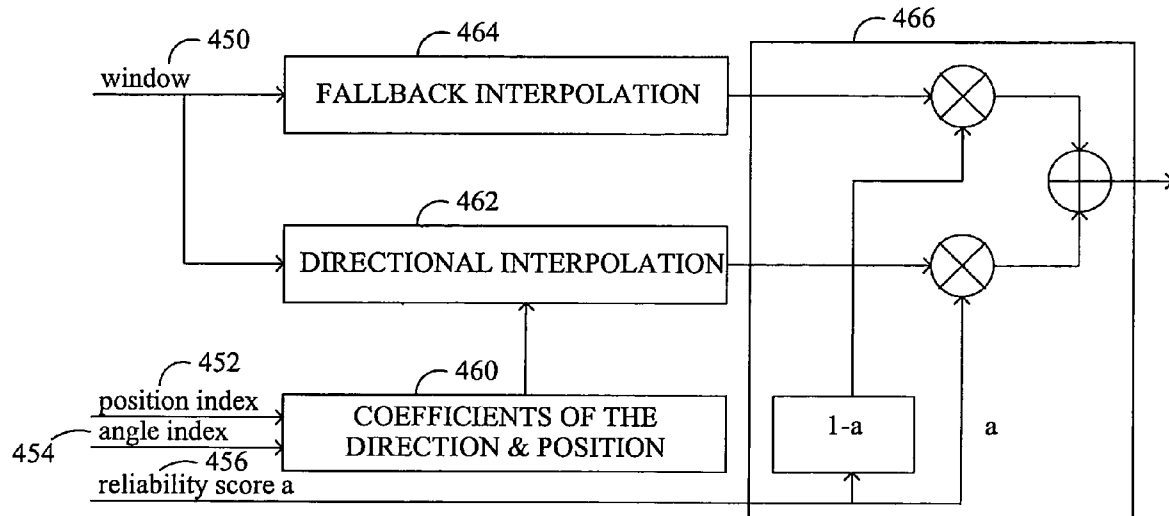 450
464
466
window
FALLBACK INTERPOLATION
462
DIRECTIONAL INTERPOLATION
452
460
position index
454
angle index
COEFFICIENTS OF THE
DIRECTION & POSITION
1-a
a
456
reliability score a